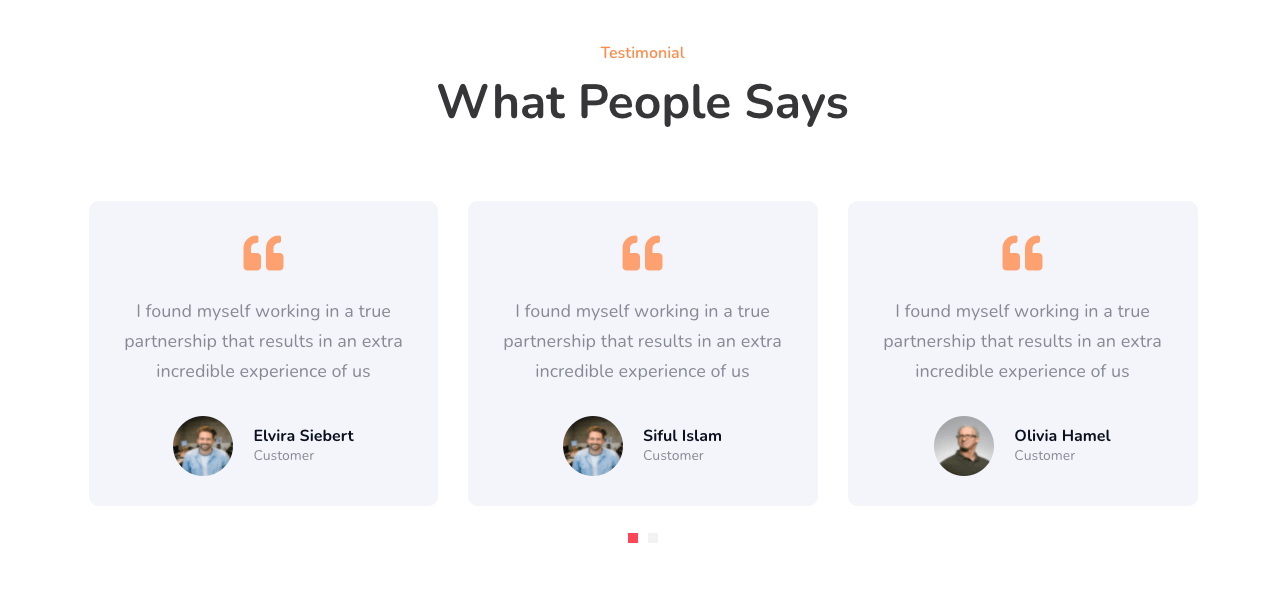 Testimonial
What People Says
I found myself working in a true
partnership that results in an extra
incredible experience of us
Elvira Siebert
Customer
I found myself working in a true
partnership that results in an extra
incredible experience of us
Siful Islam
Customer
I found myself working in a true
partnership that results in an extra
incredible experience of us
Olivia Hamel
Customer